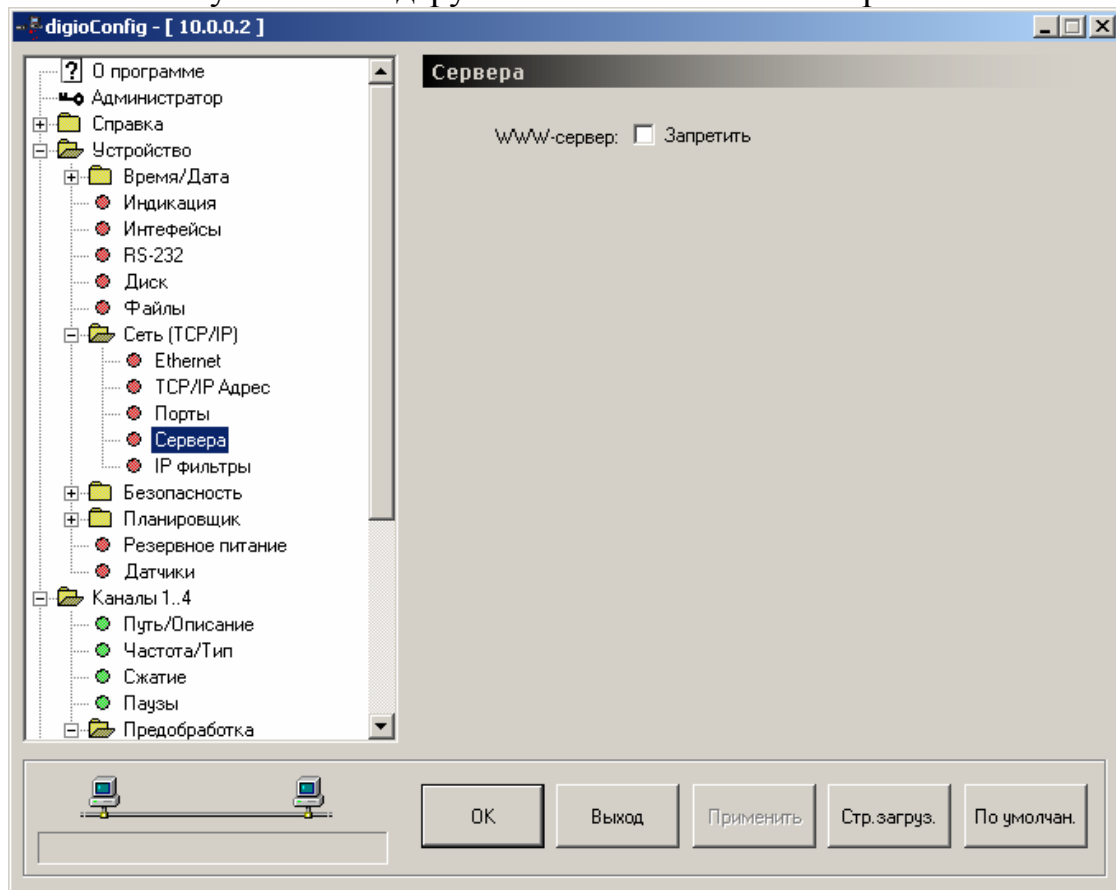 digioConfig - [ 10.0.0.2 ]
О программе
Администратор
Справка
Устройство
Время/Дата
Индикация
Интефейсы
RS-232
Диск
Файлы
Сеть (TCP/IP)
Ethernet
TCP/IP Адрес
Порты
Сервера
IP фильтры
Безопасность
Планировщик
Резервное питание
Датчики
Каналы 1..4
Путь/Описание
Частота/Тип
Сжатие
Паузы
Предобработка
Сервера
WWW-сервер: Запретить
OK Выход Применить Стр.загруз. По умолчан.